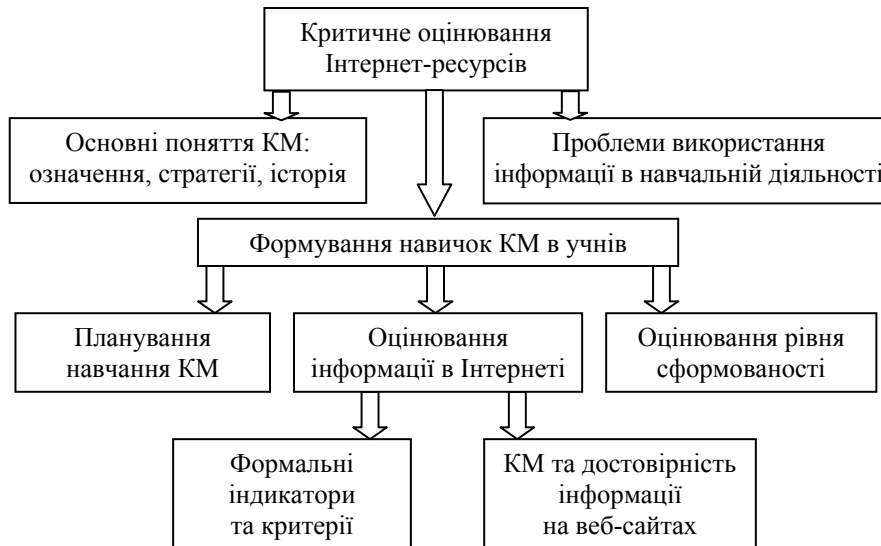 Критичне оцінювання
Інтернет-ресурсів
Основні поняття КМ:
означення, стратегії, історія
Проблеми використання
інформації в навчальній діяльності
Формування навичок КМ в учнів
Планування
навчання КМ
Оцінювання
інформації в Інтернеті
Оцінювання рівня
сформованості
Формальні
індикатори
та критерії
КМ та достовірність
інформації
на веб-сайтах